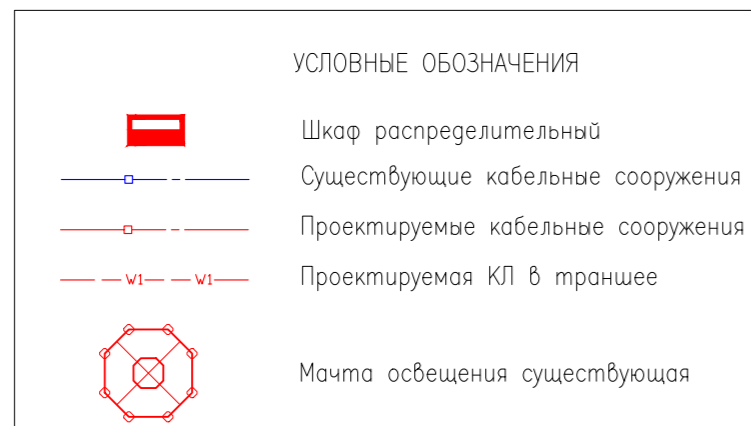 УСЛОВНЫЕ ОБОЗНАЧЕНИЯ
Шкаф распределительный
Существующие кабельные сооружения
Проектируемые кабельные сооружения
W1 W1 Проектируемая КЛ в траншее
Мачта освещения существующая